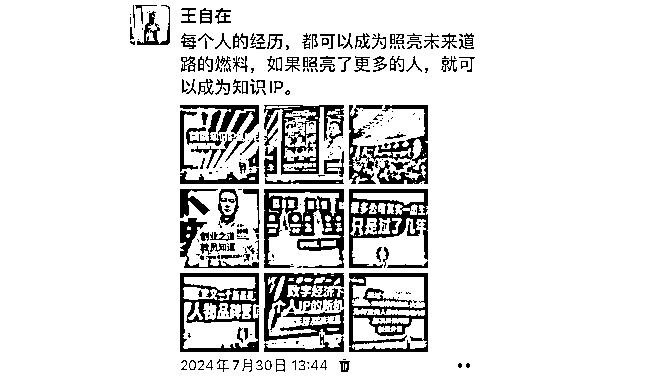 王自在
每个人的经历，都可以成为照亮未来道
路的燃料，如果照亮了更多的人，就可
以成为知识IP。
创业之道
教员知道
只是过了几年
人物品牌
数字经济下
人IP的新机
2024年7月30日 13:44